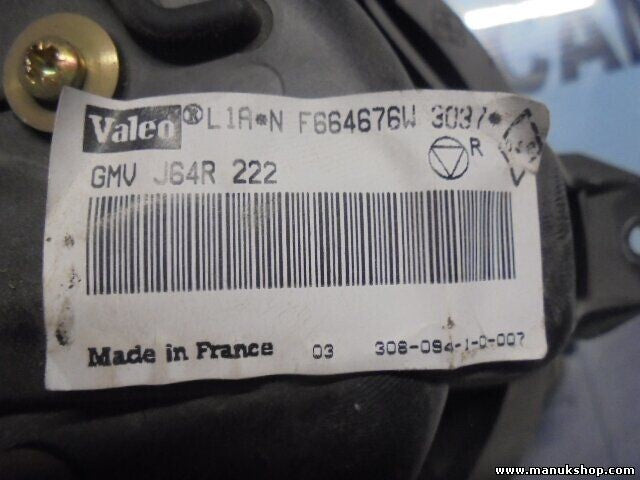 Valeo ® L1A*N F664676W 3037*
R
GMV J64R 222
Made in France 03 308-094-1-0-007
www.manukshop.com